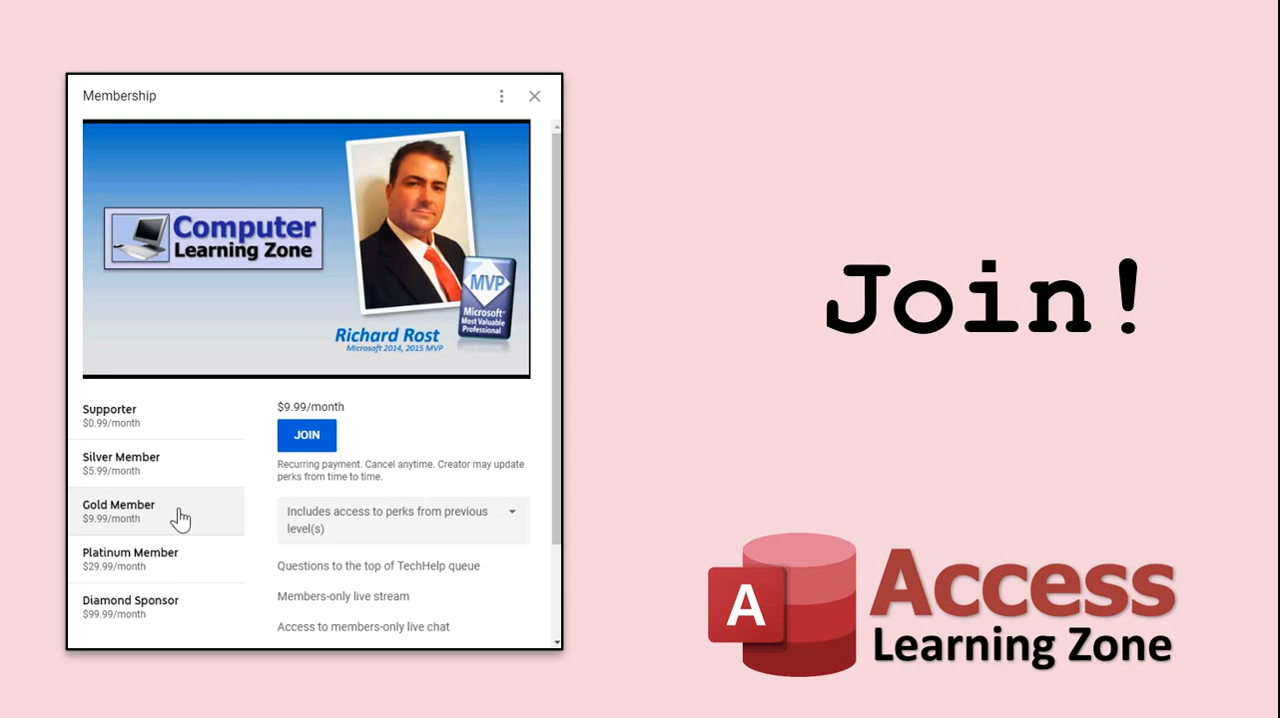 Membership
Computer
Learning Zone
MVP
Microsoft®
Most Valuable
Professional
Richard Rost
Microsoft 2014, 2015 MVP
Supporter
$0.99/month
Silver Member
$5.99/month
Gold Member
$9.99/month
Platinum Member
$29.99/month
Diamond Sponsor
$99.99/month
$9.99/month
JOIN
Recurring payment. Cancel anytime. Creator may update
perks from time to time.
Includes access to perks from previous
level(s)
Questions to the top of TechHelp queue
Members-only live stream
Access to members-only live chat
Join!
A
Access
Learning Zone